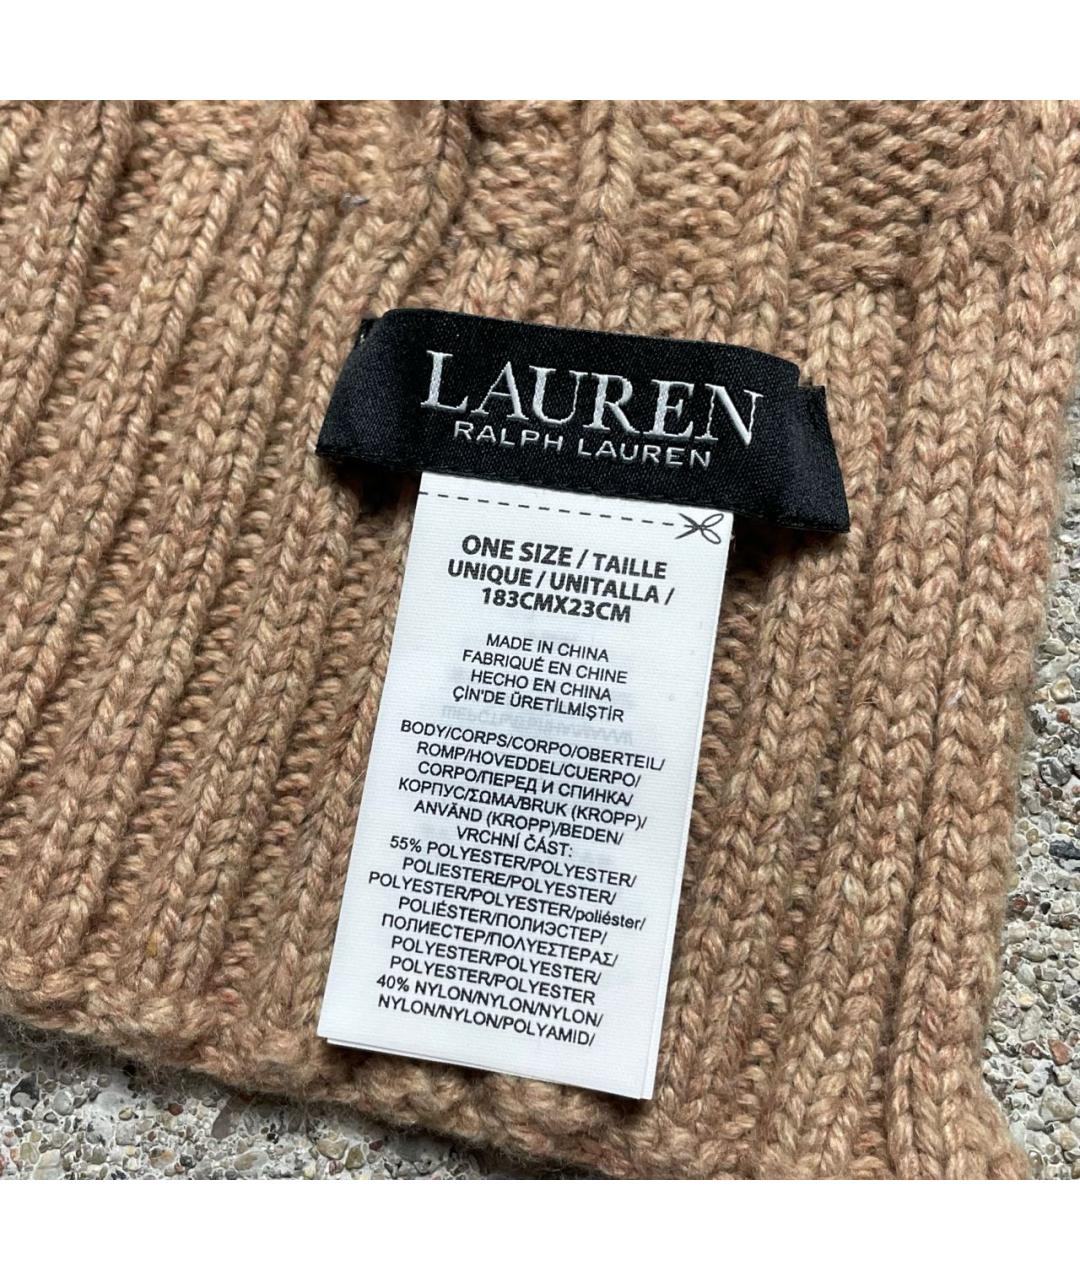 LAUREN
RALPH LAUREN
ONE SIZE / TAILLE
UNIQUE / UNITALLA /
183CMX23CM
MADE IN CHINA
FABRIQUÉ EN CHINE
HECHO EN CHINA
ÇIN'DE ÜRETİLMİŞTİR
BODY/CORPS/CORPO/OBERTEIL/
ROMP/HOVEDDEL/CUERPO/
CORPO/ПЕРЕД И СПИНКА/
КОРПУС/ΣΩΜΑ/BRUK (KROPP)/
ANVÄND (KROPP)/BEDEN/
VRCHNÍ ČÁST:
55% POLYESTER/POLYESTER/
POLIESTERE/POLYESTER/
POLYESTER/POLYESTER/poliéster/
POLIÉSTER/ПОЛИЭСТЕР/
ПОЛИЕСТЕР/ΠΟΛΥΕΣΤΕΡΑΣ/
POLYESTER/POLYESTER/
POLYESTER/POLYESTER
40% NYLON/NYLON/NYLON/
NYLON/NYLON/POLYAMID/